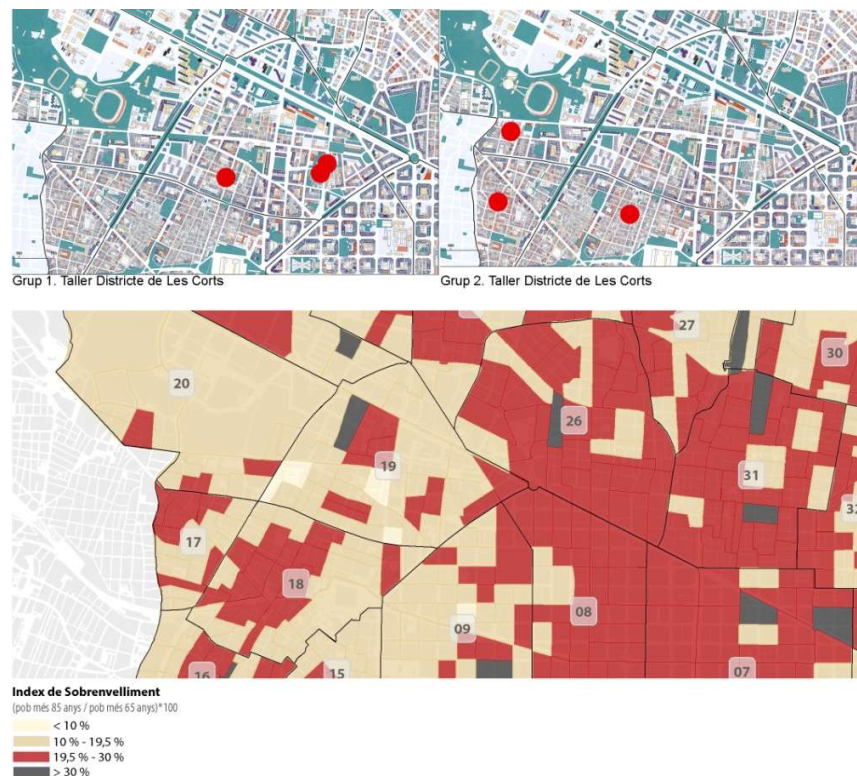 Grup 1. Taller Districte de Les Corts
Grup 2. Taller Districte de Les Corts
27
30
20
26
19
31
32
17
18
08
09
16
15
07
Index de Sobrenvelliment
(pob més 85 anys / pob més 65 anys)*100
< 10 %
10 % - 19,5 %
19,5 % - 30 %
> 30 %